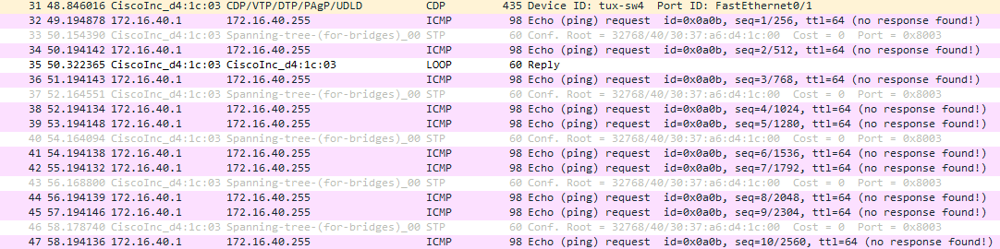 31 48.846016 CiscoInc_d4:1c:03 CDP/VTP/DTP/PAgP/UDLD CDP 435 Device ID: tux-sw4 Port ID: FastEthernet0/1
32 49.194878 172.16.40.1 172.16.40.255 ICMP 98 Echo (ping) request id=0x0a0b, seq=1/256, ttl=64 (no response found!)
33 50.154390 CiscoInc_d4:1c:03 Spanning-tree-(for-bridges)_00 STP 60 Conf. Root = 32768/40/30:37:a6:d4:1c:00 Cost = 0 Port = 0x8003
34 50.194142 172.16.40.1 172.16.40.255 ICMP 98 Echo (ping) request id=0x0a0b, seq=2/512, ttl=64 (no response found!)
35 50.322365 CiscoInc_d4:1c:03 CiscoInc_d4:1c:03 LOOP 60 Reply
36 51.194143 172.16.40.1 172.16.40.255 ICMP 98 Echo (ping) request id=0x0a0b, seq=3/768, ttl=64 (no response found!)
37 52.164551 CiscoInc_d4:1c:03 Spanning-tree-(for-bridges)_00 STP 60 Conf. Root = 32768/40/30:37:a6:d4:1c:00 Cost = 0 Port = 0x8003
38 52.194134 172.16.40.1 172.16.40.255 ICMP 98 Echo (ping) request id=0x0a0b, seq=4/1024, ttl=64 (no response found!)
39 53.194148 172.16.40.1 172.16.40.255 ICMP 98 Echo (ping) request id=0x0a0b, seq=5/1280, ttl=64 (no response found!)
40 54.164094 CiscoInc_d4:1c:03 Spanning-tree-(for-bridges)_00 STP 60 Conf. Root = 32768/40/30:37:a6:d4:1c:00 Cost = 0 Port = 0x8003
41 54.194138 172.16.40.1 172.16.40.255 ICMP 98 Echo (ping) request id=0x0a0b, seq=6/1536, ttl=64 (no response found!)
42 55.194132 172.16.40.1 172.16.40.255 ICMP 98 Echo (ping) request id=0x0a0b, seq=7/1792, ttl=64 (no response found!)
43 56.168800 CiscoInc_d4:1c:03 Spanning-tree-(for-bridges)_00 STP 60 Conf. Root = 32768/40/30:37:a6:d4:1c:00 Cost = 0 Port = 0x8003
44 56.194139 172.16.40.1 172.16.40.255 ICMP 98 Echo (ping) request id=0x0a0b, seq=8/2048, ttl=64 (no response found!)
45 57.194146 172.16.40.1 172.16.40.255 ICMP 98 Echo (ping) request id=0x0a0b, seq=9/2304, ttl=64 (no response found!)
46 58.178740 CiscoInc_d4:1c:03 Spanning-tree-(for-bridges)_00 STP 60 Conf. Root = 32768/40/30:37:a6:d4:1c:00 Cost = 0 Port = 0x8003
47 58.194136 172.16.40.1 172.16.40.255 ICMP 98 Echo (ping) request id=0x0a0b, seq=10/2560, ttl=64 (no response found!)